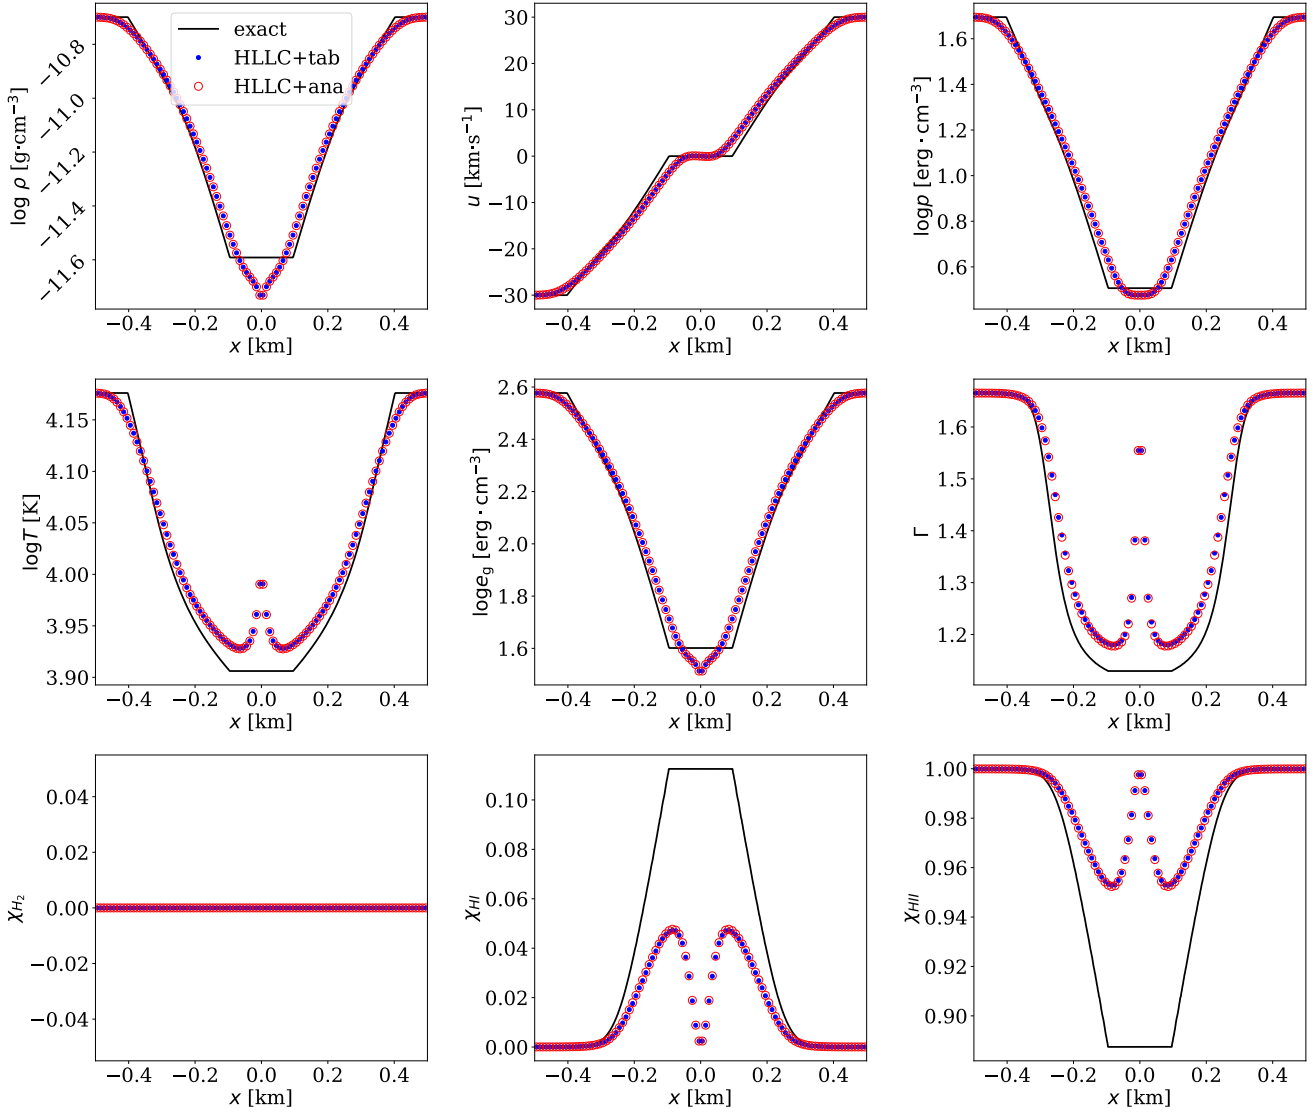 exact
HLLC+tab
HLLC+ana
log ρ [g·cm⁻³]
−10.8
−11.0
−11.2
−11.4
−11.6
−0.4 −0.2 0.0 0.2 0.4
x [km]
u [km·s⁻¹]
30
20
10
0
−10
−20
−30
−0.4 −0.2 0.0 0.2 0.4
x [km]
logp [erg · cm⁻³]
1.6
1.4
1.2
1.0
0.8
0.6
−0.4 −0.2 0.0 0.2 0.4
x [km]
logT [K]
4.15
4.10
4.05
4.00
3.95
3.90
−0.4 −0.2 0.0 0.2 0.4
x [km]
loge_g [erg · cm⁻³]
2.6
2.4
2.2
2.0
1.8
1.6
−0.4 −0.2 0.0 0.2 0.4
x [km]
Γ
1.6
1.5
1.4
1.3
1.2
−0.4 −0.2 0.0 0.2 0.4
x [km]
χ_H₂
0.04
0.02
0.00
−0.02
−0.04
−0.4 −0.2 0.0 0.2 0.4
x [km]
χ_HI
0.10
0.08
0.06
0.04
0.02
0.00
−0.4 −0.2 0.0 0.2 0.4
x [km]
χ_HII
1.00
0.98
0.96
0.94
0.92
0.90
−0.4 −0.2 0.0 0.2 0.4
x [km]